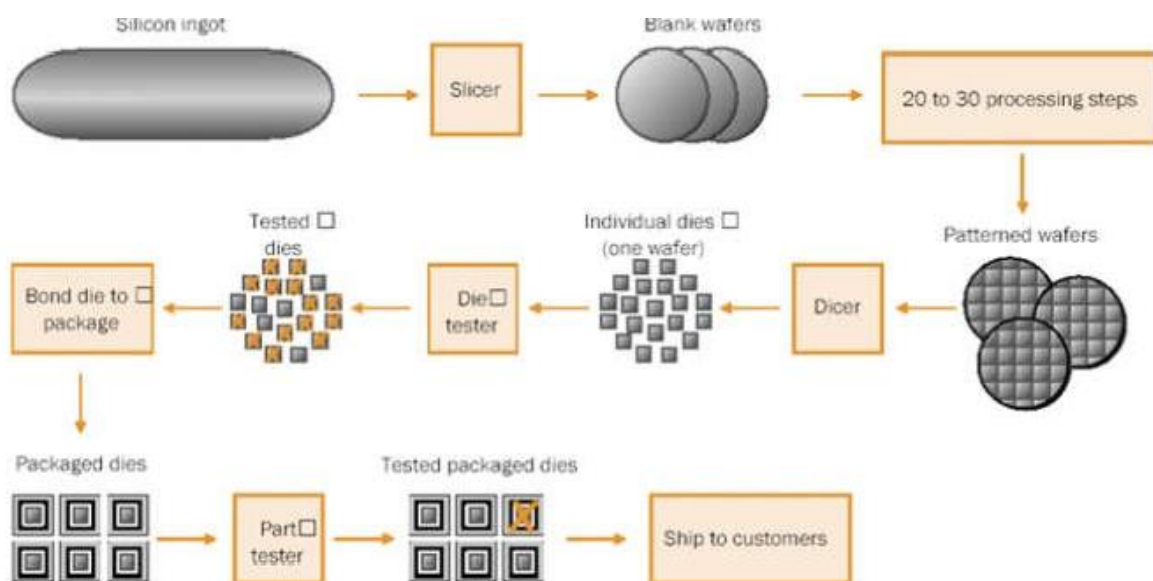 Silicon ingot
Blank wafers
Slicer
20 to 30 processing steps
Tested □
dies
Individual dies □
(one wafer)
Patterned wafers
Bond die to □
package
Die□
tester
Dicer
Packaged dies
Tested packaged dies
Part□
tester
Ship to customers